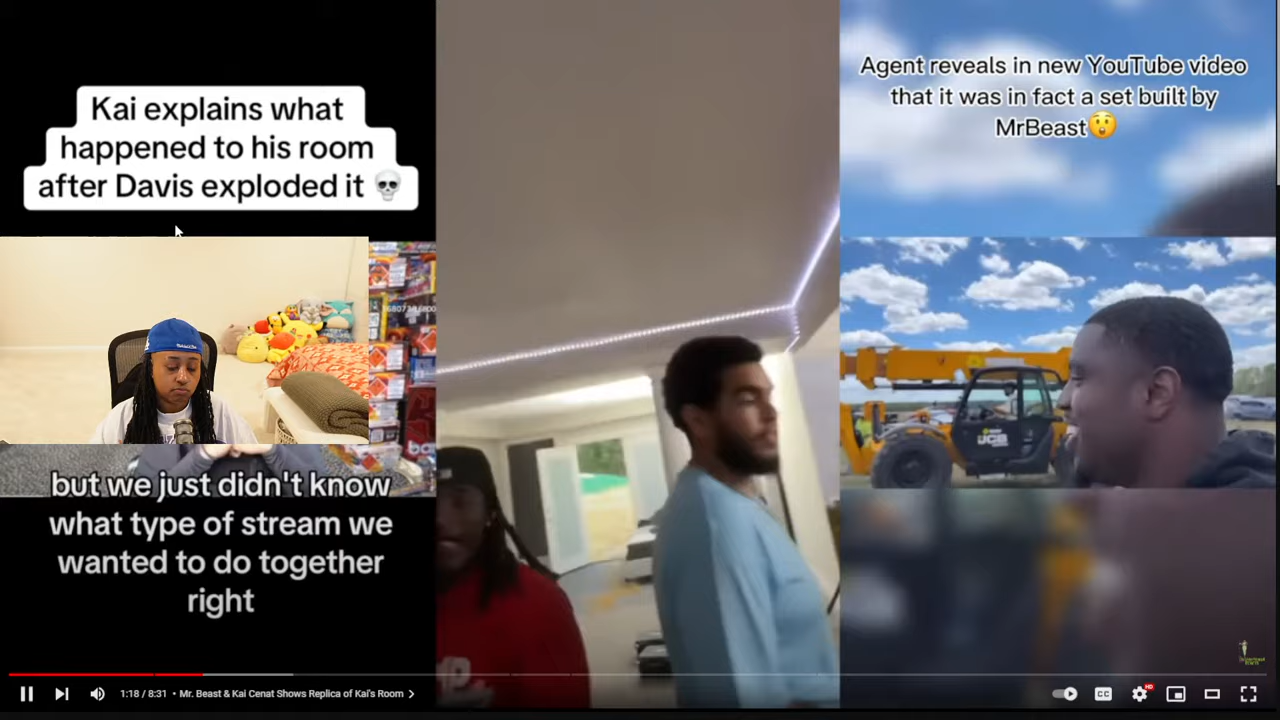 Kai explains what
happened to his room
after Davis exploded it 💀
Agent reveals in new YouTube video
that it was in fact a set built by
MrBeast😲
JCB
but we just didn't know
what type of stream we
wanted to do together
right
1:18 / 8:31 • Mr. Beast & Kai Cenat Shows Replica of Kai's Room >
CC
HD